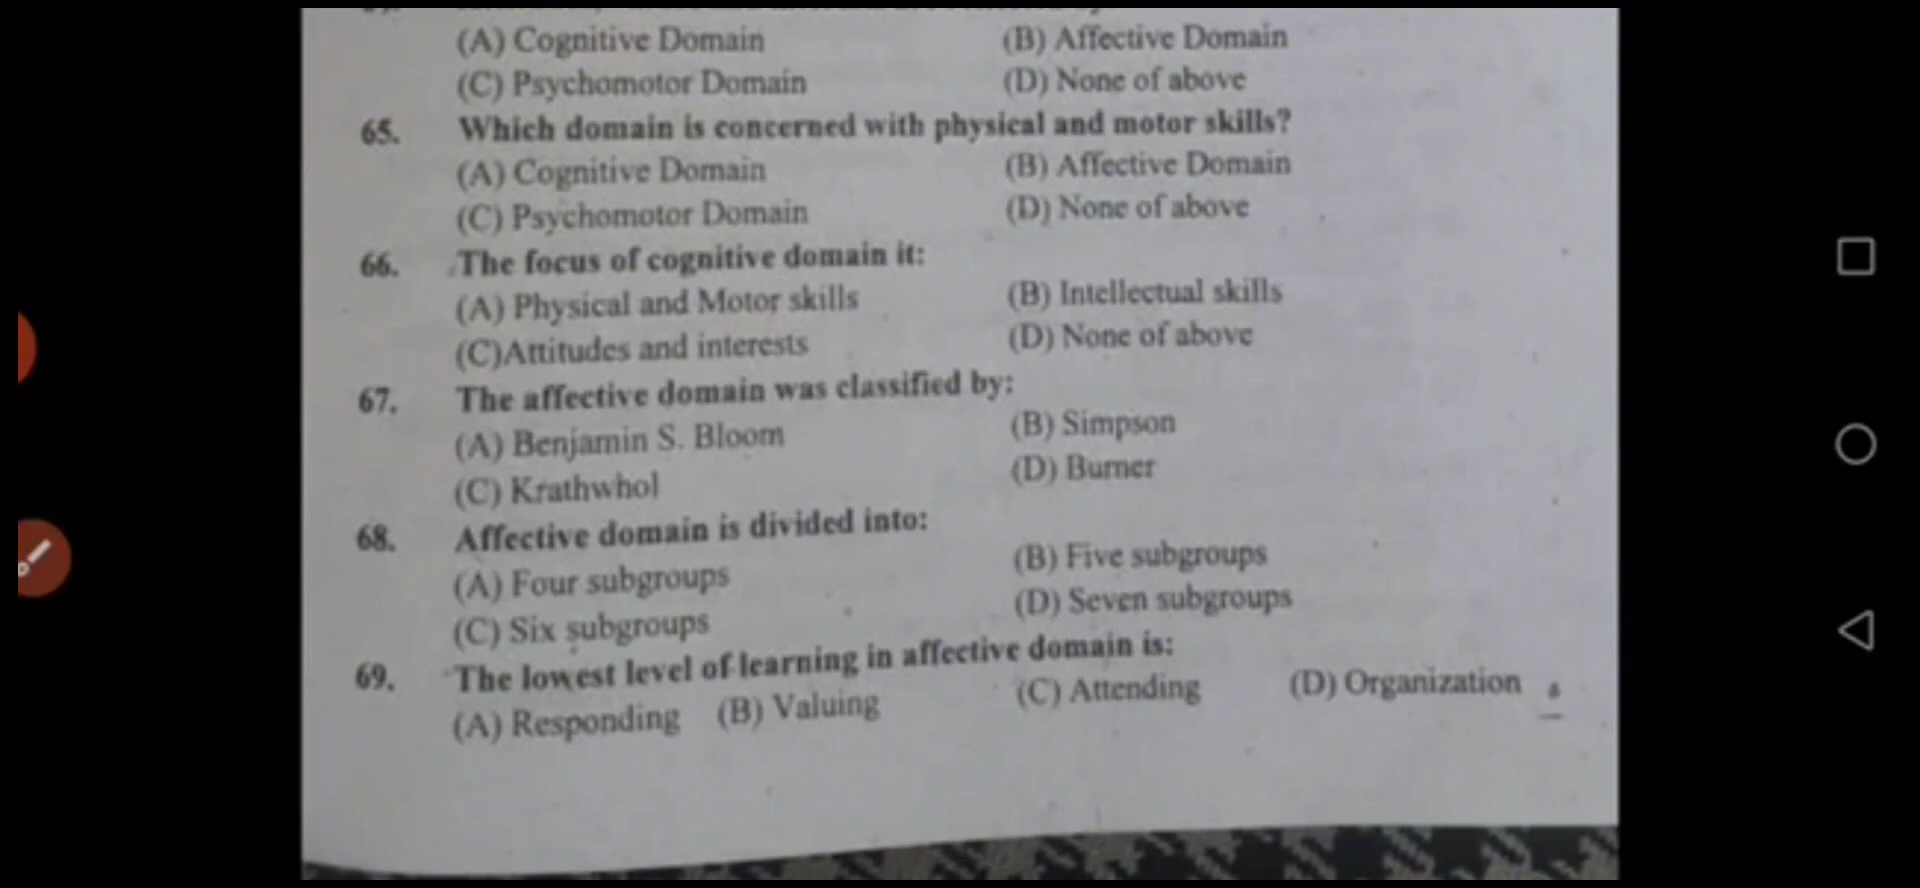 (A) Cognitive Domain (B) Affective Domain
(C) Psychomotor Domain (D) None of above
65. Which domain is concerned with physical and motor skills?
(A) Cognitive Domain (B) Affective Domain
(C) Psychomotor Domain (D) None of above
66. The focus of cognitive domain it:
(A) Physical and Motor skills (B) Intellectual skills
(C)Attitudes and interests (D) None of above
67. The affective domain was classified by:
(A) Benjamin S. Bloom (B) Simpson
(C) Krathwhol (D) Burner
68. Affective domain is divided into:
(A) Four subgroups (B) Five subgroups
(C) Six subgroups (D) Seven subgroups
69. The lowest level of learning in affective domain is:
(A) Responding (B) Valuing (C) Attending (D) Organization